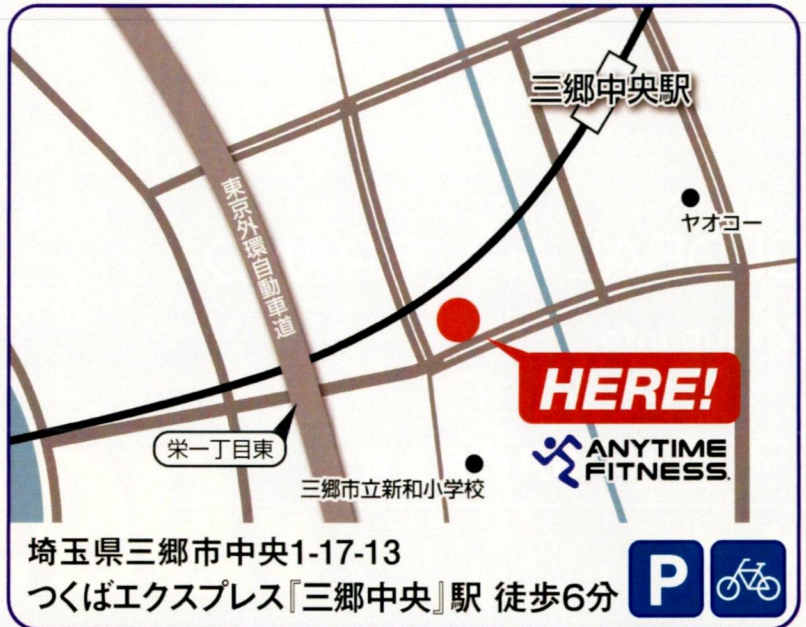 三郷中央駅
ヤオコー
東京外環自動車道
HERE!
ANYTIME
FITNESS.
栄一丁目東
三郷市立新和小学校
埼玉県三郷市中央1-17-13
つくばエクスプレス『三郷中央』駅 徒歩6分
P